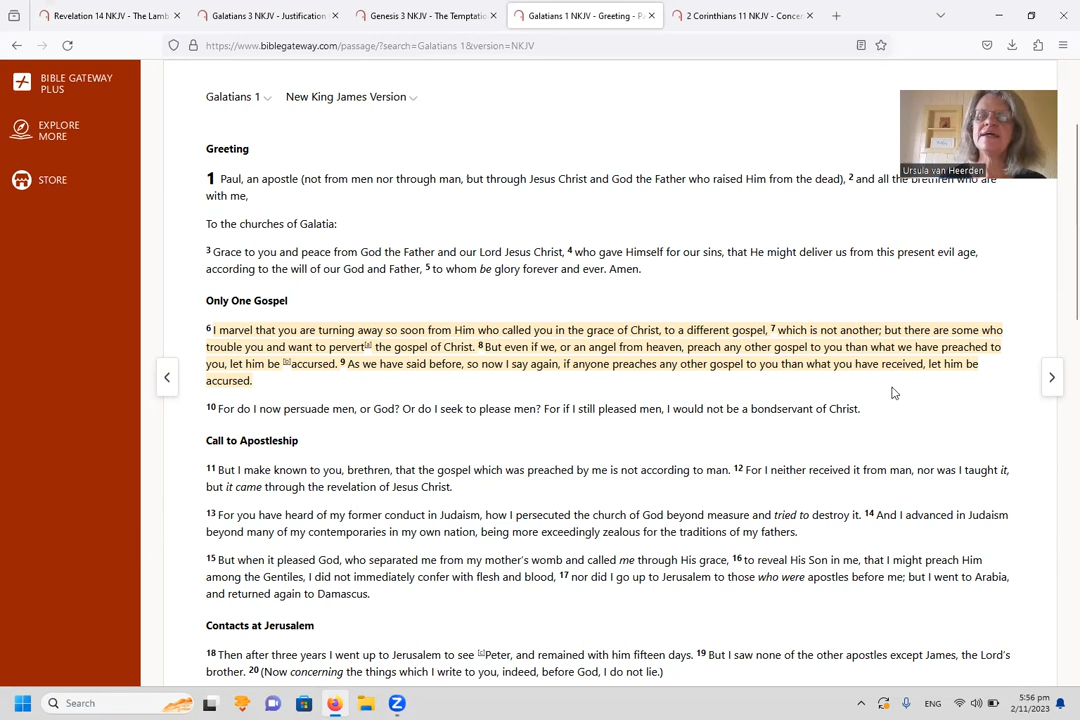 Revelation 14 NKJV - The Lamb
Galatians 3 NKJV - Justification
Genesis 3 NKJV - The Temptatio
Galatians 1 NKJV - Greeting - Pa
2 Corinthians 11 NKJV - Concer
https://www.biblegateway.com/passage/?search=Galatians 1&version=NKJV
BIBLE GATEWAY
PLUS
EXPLORE
MORE
STORE
Galatians 1 New King James Version
Ursula van Heerden
Greeting
1 Paul, an apostle (not from men nor through man, but through Jesus Christ and God the Father who raised Him from the dead), 2 and all the brethren who are
with me,
To the churches of Galatia:
3 Grace to you and peace from God the Father and our Lord Jesus Christ, 4 who gave Himself for our sins, that He might deliver us from this present evil age,
according to the will of our God and Father, 5 to whom be glory forever and ever. Amen.
Only One Gospel
6 I marvel that you are turning away so soon from Him who called you in the grace of Christ, to a different gospel, 7 which is not another; but there are some who
trouble you and want to pervert[a] the gospel of Christ. 8 But even if we, or an angel from heaven, preach any other gospel to you than what we have preached to
you, let him be [b]accursed. 9 As we have said before, so now I say again, if anyone preaches any other gospel to you than what you have received, let him be
accursed.
10 For do I now persuade men, or God? Or do I seek to please men? For if I still pleased men, I would not be a bondservant of Christ.
Call to Apostleship
11 But I make known to you, brethren, that the gospel which was preached by me is not according to man. 12 For I neither received it from man, nor was I taught it,
but it came through the revelation of Jesus Christ.
13 For you have heard of my former conduct in Judaism, how I persecuted the church of God beyond measure and tried to destroy it. 14 And I advanced in Judaism
beyond many of my contemporaries in my own nation, being more exceedingly zealous for the traditions of my fathers.
15 But when it pleased God, who separated me from my mother's womb and called me through His grace, 16 to reveal His Son in me, that I might preach Him
among the Gentiles, I did not immediately confer with flesh and blood, 17 nor did I go up to Jerusalem to those who were apostles before me; but I went to Arabia,
and returned again to Damascus.
Contacts at Jerusalem
18 Then after three years I went up to Jerusalem to see [c]Peter, and remained with him fifteen days. 19 But I saw none of the other apostles except James, the Lord's
brother. 20 (Now concerning the things which I write to you, indeed, before God, I do not lie.)
Search
ENG
5:56 pm
2/11/2023